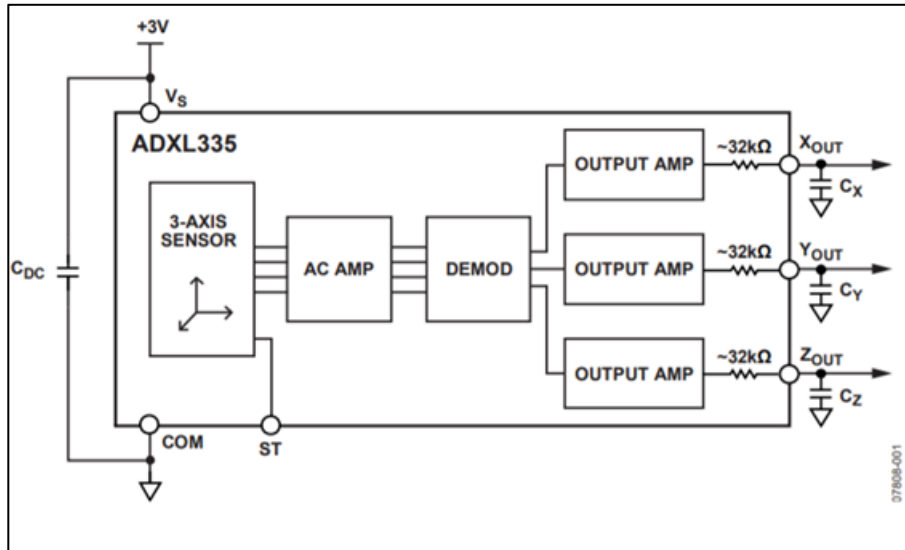 +3V
VS
ADXL335
3-AXIS
SENSOR
AC AMP
DEMOD
OUTPUT AMP
~32kΩ
XOUT
CX
OUTPUT AMP
~32kΩ
YOUT
CY
OUTPUT AMP
~32kΩ
ZOUT
CZ
CDC
COM
ST
07808-001